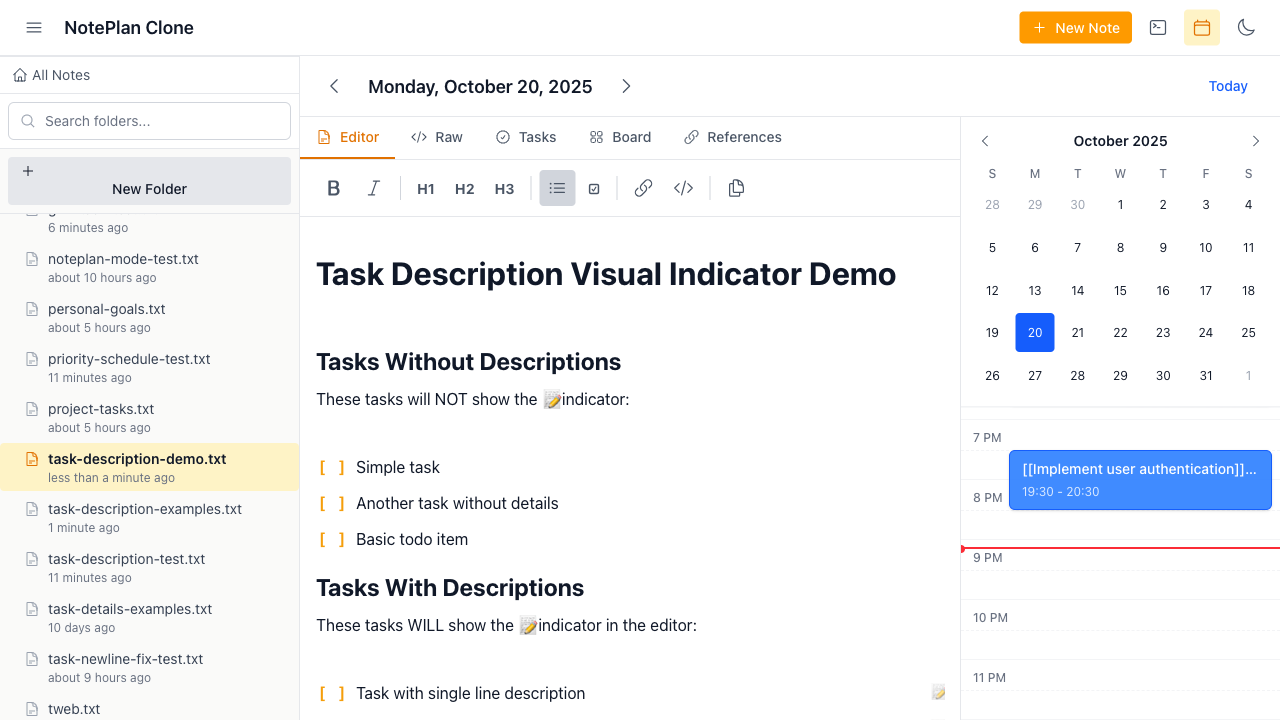 NotePlan Clone
New Note
All Notes
Search folders...
New Folder
6 minutes ago
noteplan-mode-test.txt
about 10 hours ago
personal-goals.txt
about 5 hours ago
priority-schedule-test.txt
11 minutes ago
project-tasks.txt
about 5 hours ago
task-description-demo.txt
less than a minute ago
task-description-examples.txt
1 minute ago
task-description-test.txt
11 minutes ago
task-details-examples.txt
10 days ago
task-newline-fix-test.txt
about 9 hours ago
tweb.txt
Monday, October 20, 2025
Today
Editor Raw Tasks Board References
B I H1 H2 H3
Task Description Visual Indicator Demo
Tasks Without Descriptions
These tasks will NOT show the 📝indicator:
[ ] Simple task
[ ] Another task without details
[ ] Basic todo item
Tasks With Descriptions
These tasks WILL show the 📝indicator in the editor:
[ ] Task with single line description 📝
October 2025
S M T W T F S
28 29 30 1 2 3 4
5 6 7 8 9 10 11
12 13 14 15 16 17 18
19 20 21 22 23 24 25
26 27 28 29 30 31 1
7 PM
[[Implement user authentication]]...
19:30 - 20:30
8 PM
9 PM
10 PM
11 PM